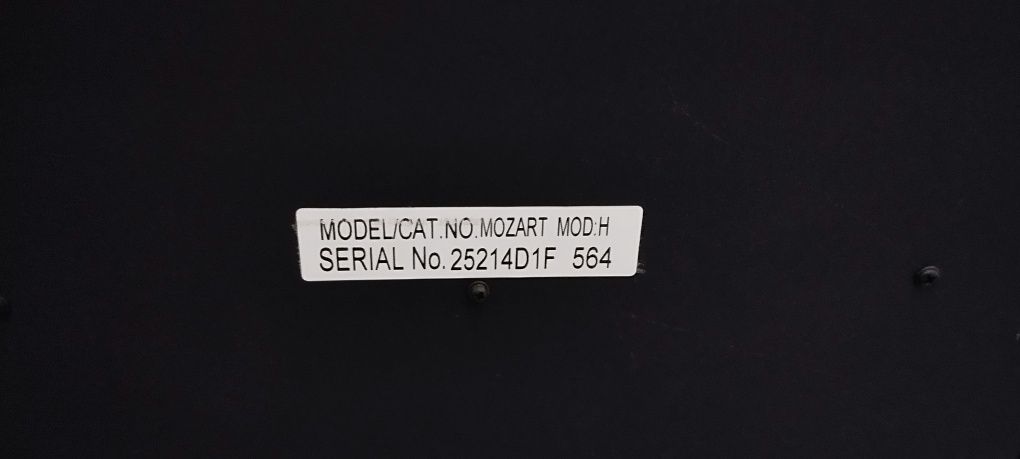 MODEL/CAT.NO.MOZART MOD:H
SERIAL No. 25214D1F 564